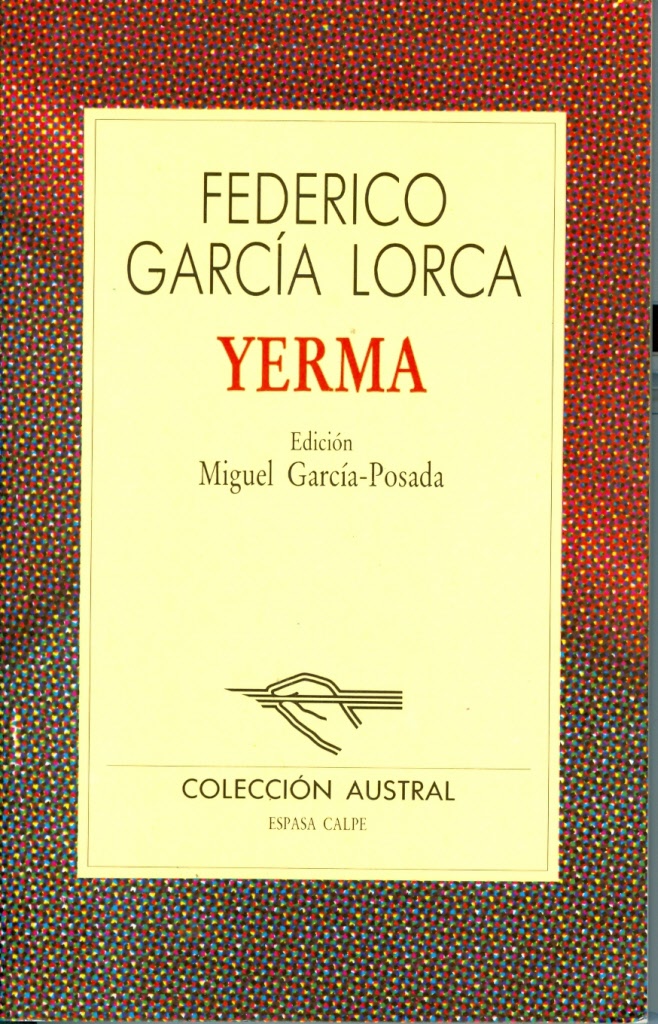 FEDERICO
GARCÍA LORCA
YERMA
Edición
Miguel García-Posada
COLECCIÓN AUSTRAL
ESPASA CALPE